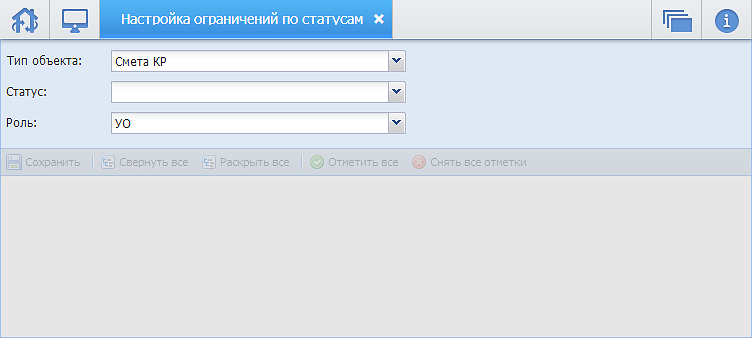 Настройка ограничений по статусам
Тип объекта: Смета КР
Статус:
Роль: УО
Сохранить Свернуть все Раскрыть все Отметить все Снять все отметки